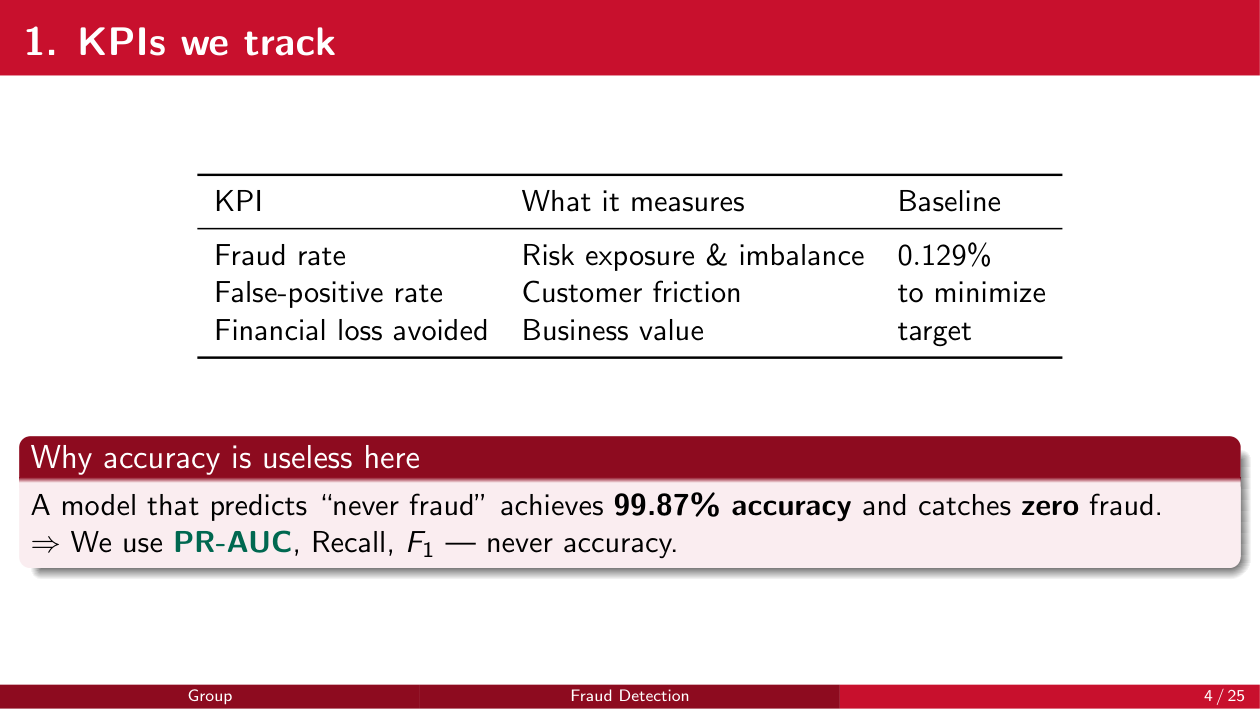 1. KPIs we track
KPI What it measures Baseline
Fraud rate Risk exposure & imbalance 0.129%
False-positive rate Customer friction to minimize
Financial loss avoided Business value target
Why accuracy is useless here
A model that predicts “never fraud” achieves 99.87% accuracy and catches zero fraud.
⇒ We use PR-AUC, Recall, F₁ — never accuracy.
Group Fraud Detection 4 / 25